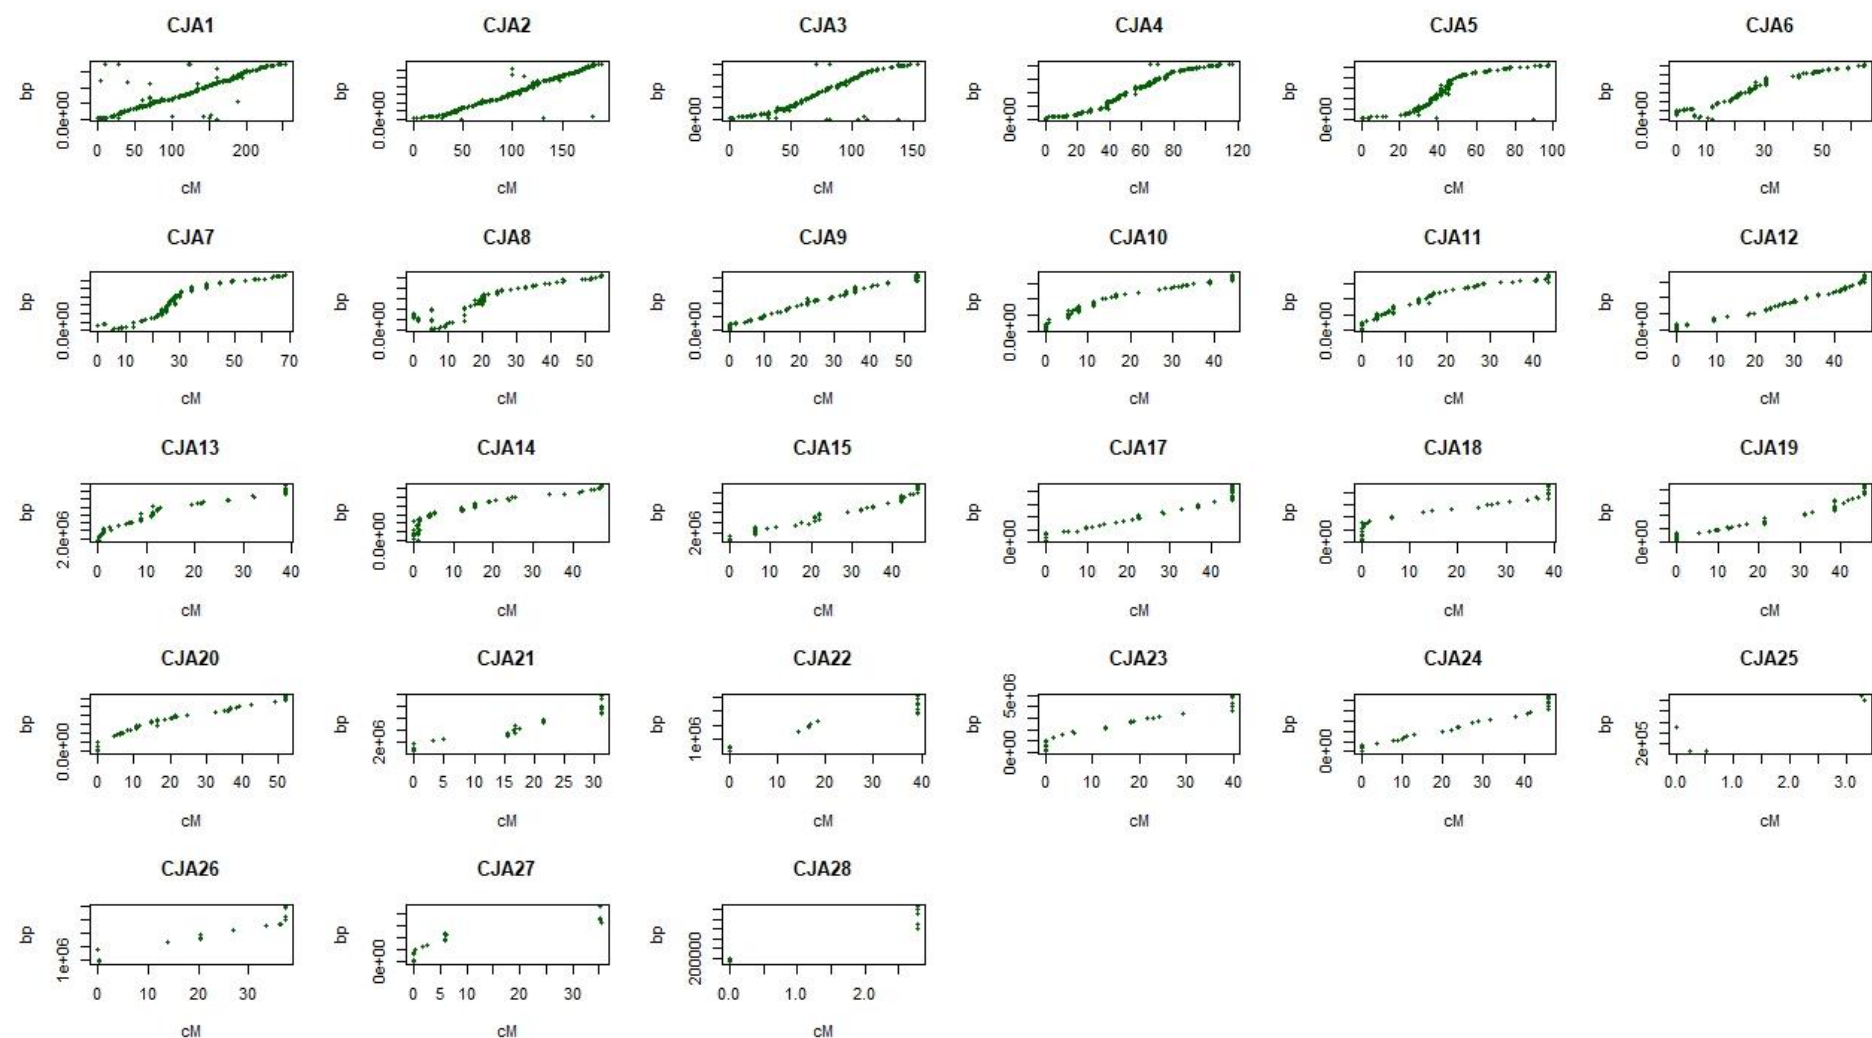 CJA1 CJA2 CJA3 CJA4 CJA5 CJA6
bp bp bp bp bp bp
0.0e+00 0.0e+00 0e+00 0e+00 0e+00 0.0e+00
0 50 100 200 0 50 100 150 0 50 100 150 0 20 40 60 80 120 0 20 40 60 80 100 0 10 30 50
cM cM cM cM cM cM
CJA7 CJA8 CJA9 CJA10 CJA11 CJA12
bp bp bp bp bp bp
0.0e+00 0.0e+00 0.0e+00 0.0e+00 0.0e+00 0.0e+00
0 10 30 50 70 0 10 20 30 40 50 0 10 20 30 40 50 0 10 20 30 40 0 10 20 30 40 0 10 20 30 40
cM cM cM cM cM cM
CJA13 CJA14 CJA15 CJA17 CJA18 CJA19
bp bp bp bp bp bp
2.0e+06 0.0e+00 2e+06 0e+00 0e+00 0e+00
0 10 20 30 40 0 10 20 30 40 0 10 20 30 40 0 10 20 30 40 0 10 20 30 40 0 10 20 30 40
cM cM cM cM cM cM
CJA20 CJA21 CJA22 CJA23 CJA24 CJA25
bp bp bp bp bp bp
0.0e+00 2e+06 1e+06 0e+00 5e+06 0e+00 2e+05
0 10 20 30 40 50 0 5 10 15 20 25 30 0 10 20 30 40 0 10 20 30 40 0 10 20 30 40 0.0 1.0 2.0 3.0
cM cM cM cM cM cM
CJA26 CJA27 CJA28
bp bp bp
1e+06 0e+00 200000
0 10 20 30 0 5 10 20 30 0.0 1.0 2.0
cM cM cM